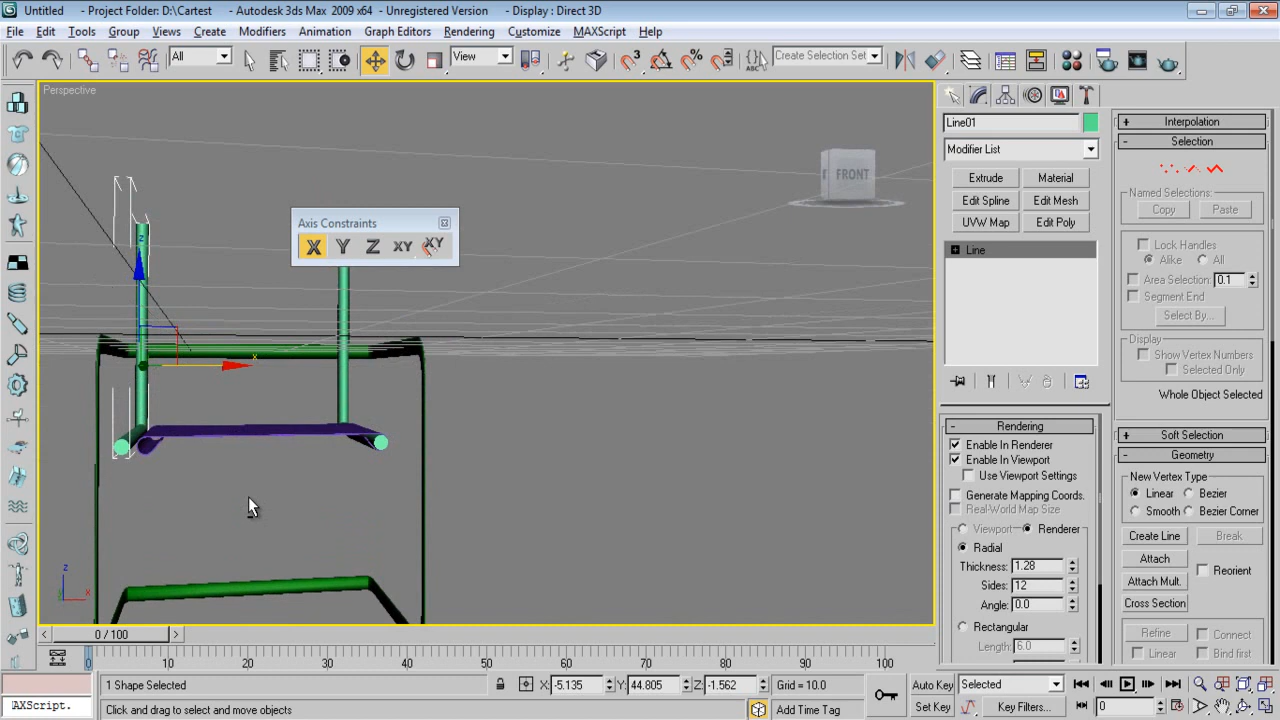 Untitled - Project Folder: D:\Cartest - Autodesk 3ds Max 2009 x64 - Unregistered Version - Display : Direct 3D
File Edit Tools Group Views Create Modifiers Animation Graph Editors Rendering Customize MAXScript Help
All View Create Selection Set
Perspective
FRONT
Axis Constraints
X Y Z XY XY
z
x
z
x
Line01
Modifier List
Extrude Material
Edit Spline Edit Mesh
UVW Map Edit Poly
Line
- Rendering
Enable In Renderer
Enable In Viewport
Use Viewport Settings
Generate Mapping Coords.
Real-World Map Size
Viewport Renderer
Radial
Thickness: 1.28
Sides: 12
Angle: 0.0
Rectangular
Length: 6.0
+ Interpolation
- Selection
Named Selections:
Copy Paste
Lock Handles
Alike All
Area Selection: 0.1
Segment End
Select By...
Display
Show Vertex Numbers
Selected Only
Whole Object Selected
+ Soft Selection
- Geometry
New Vertex Type
Linear Bezier
Smooth Bezier Corner
Create Line Break
Attach Reorient
Attach Mult.
Cross Section
Refine Connect
Linear Bind first
0 / 100
0 10 20 30 40 50 60 70 80 90 100
1 Shape Selected X: -5.135 Y: 44.805 Z: -1.562 Grid = 10.0 Auto Key Selected
AXScript. Click and drag to select and move objects Add Time Tag Set Key Key Filters... 0